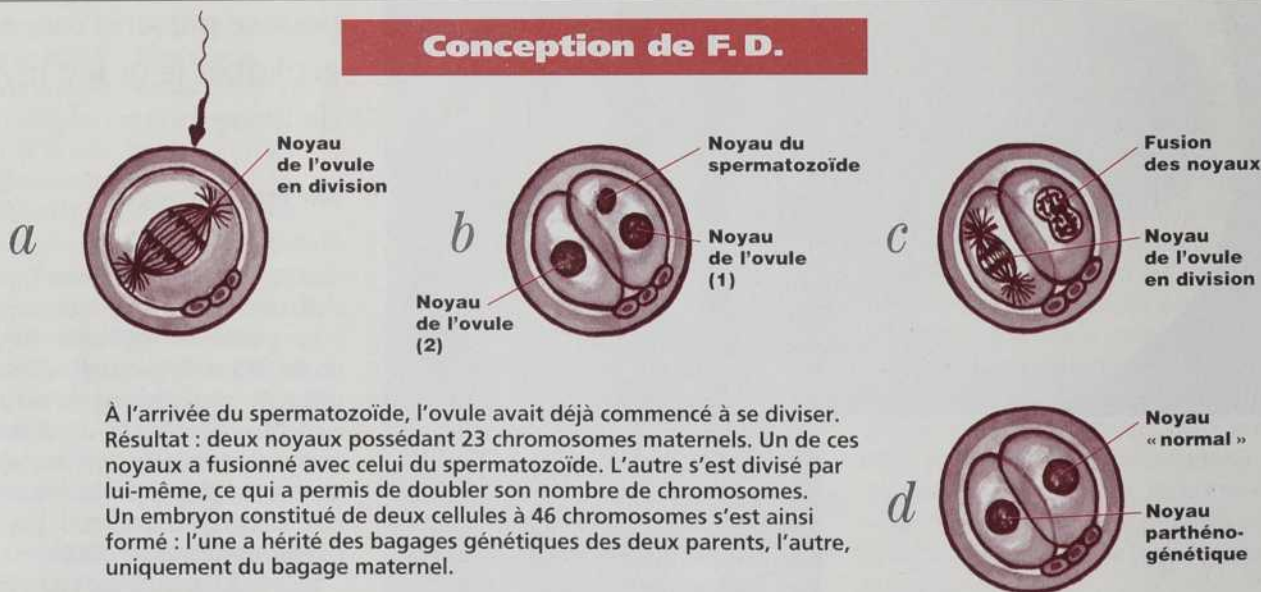 Conception de F.D.
a
Noyau
de l'ovule
en division
b
Noyau du
spermatozoïde
Noyau
de l'ovule
(1)
Noyau
de l'ovule
(2)
c
Fusion
des noyaux
Noyau
de l'ovule
en division
À l'arrivée du spermatozoïde, l'ovule avait déjà commencé à se diviser.
Résultat : deux noyaux possédant 23 chromosomes maternels. Un de ces
noyaux a fusionné avec celui du spermatozoïde. L'autre s'est divisé par
lui-même, ce qui a permis de doubler son nombre de chromosomes.
Un embryon constitué de deux cellules à 46 chromosomes s'est ainsi
formé : l'une a hérité des bagages génétiques des deux parents, l'autre,
uniquement du bagage maternel.
d
Noyau
« normal »
Noyau
parthéno-
génétique